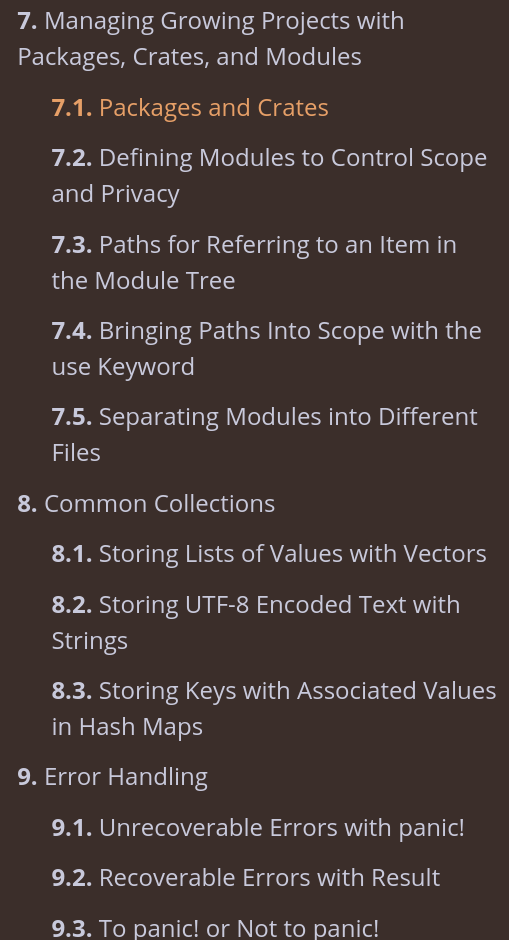 7. Managing Growing Projects with
Packages, Crates, and Modules
7.1. Packages and Crates
7.2. Defining Modules to Control Scope
and Privacy
7.3. Paths for Referring to an Item in
the Module Tree
7.4. Bringing Paths Into Scope with the
use Keyword
7.5. Separating Modules into Different
Files
8. Common Collections
8.1. Storing Lists of Values with Vectors
8.2. Storing UTF-8 Encoded Text with
Strings
8.3. Storing Keys with Associated Values
in Hash Maps
9. Error Handling
9.1. Unrecoverable Errors with panic!
9.2. Recoverable Errors with Result
9.3. To panic! or Not to panic!